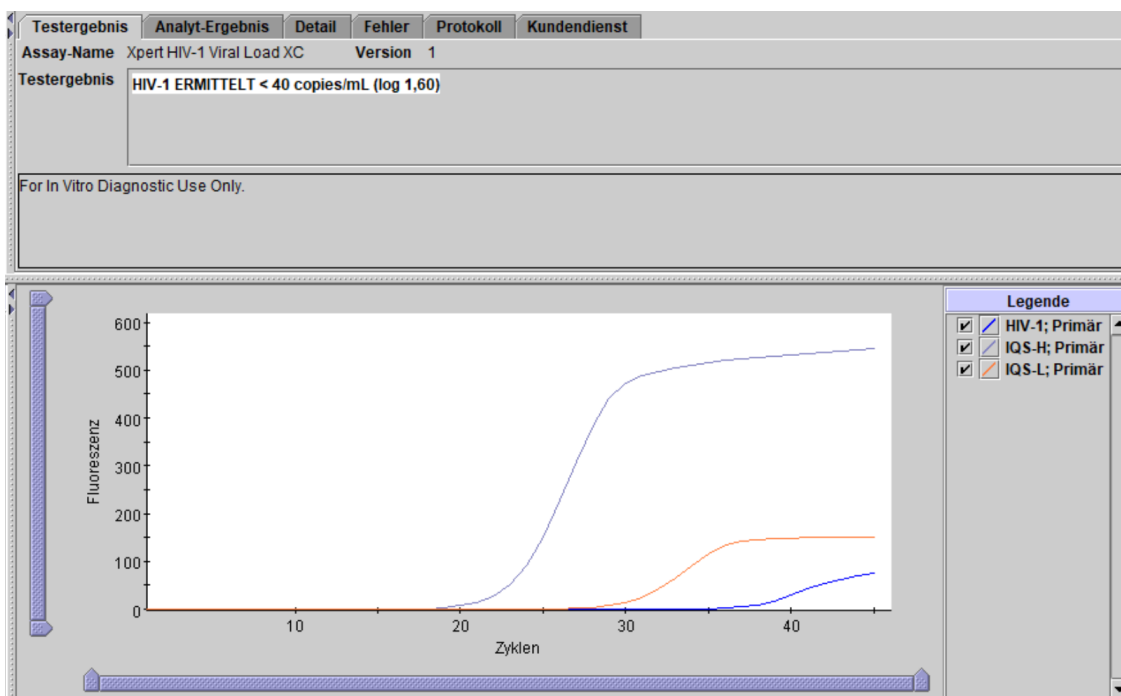 Testergebnis Analyt-Ergebnis Detail Fehler Protokoll Kundendienst
Assay-Name Xpert HIV-1 Viral Load XC Version 1
Testergebnis HIV-1 ERMITTELT < 40 copies/mL (log 1,60)
For In Vitro Diagnostic Use Only.
Legende
HIV-1; Primär
IQS-H; Primär
IQS-L; Primär
600
500
400
300
200
100
0
Fluoreszenz
10 20 30 40
Zyklen